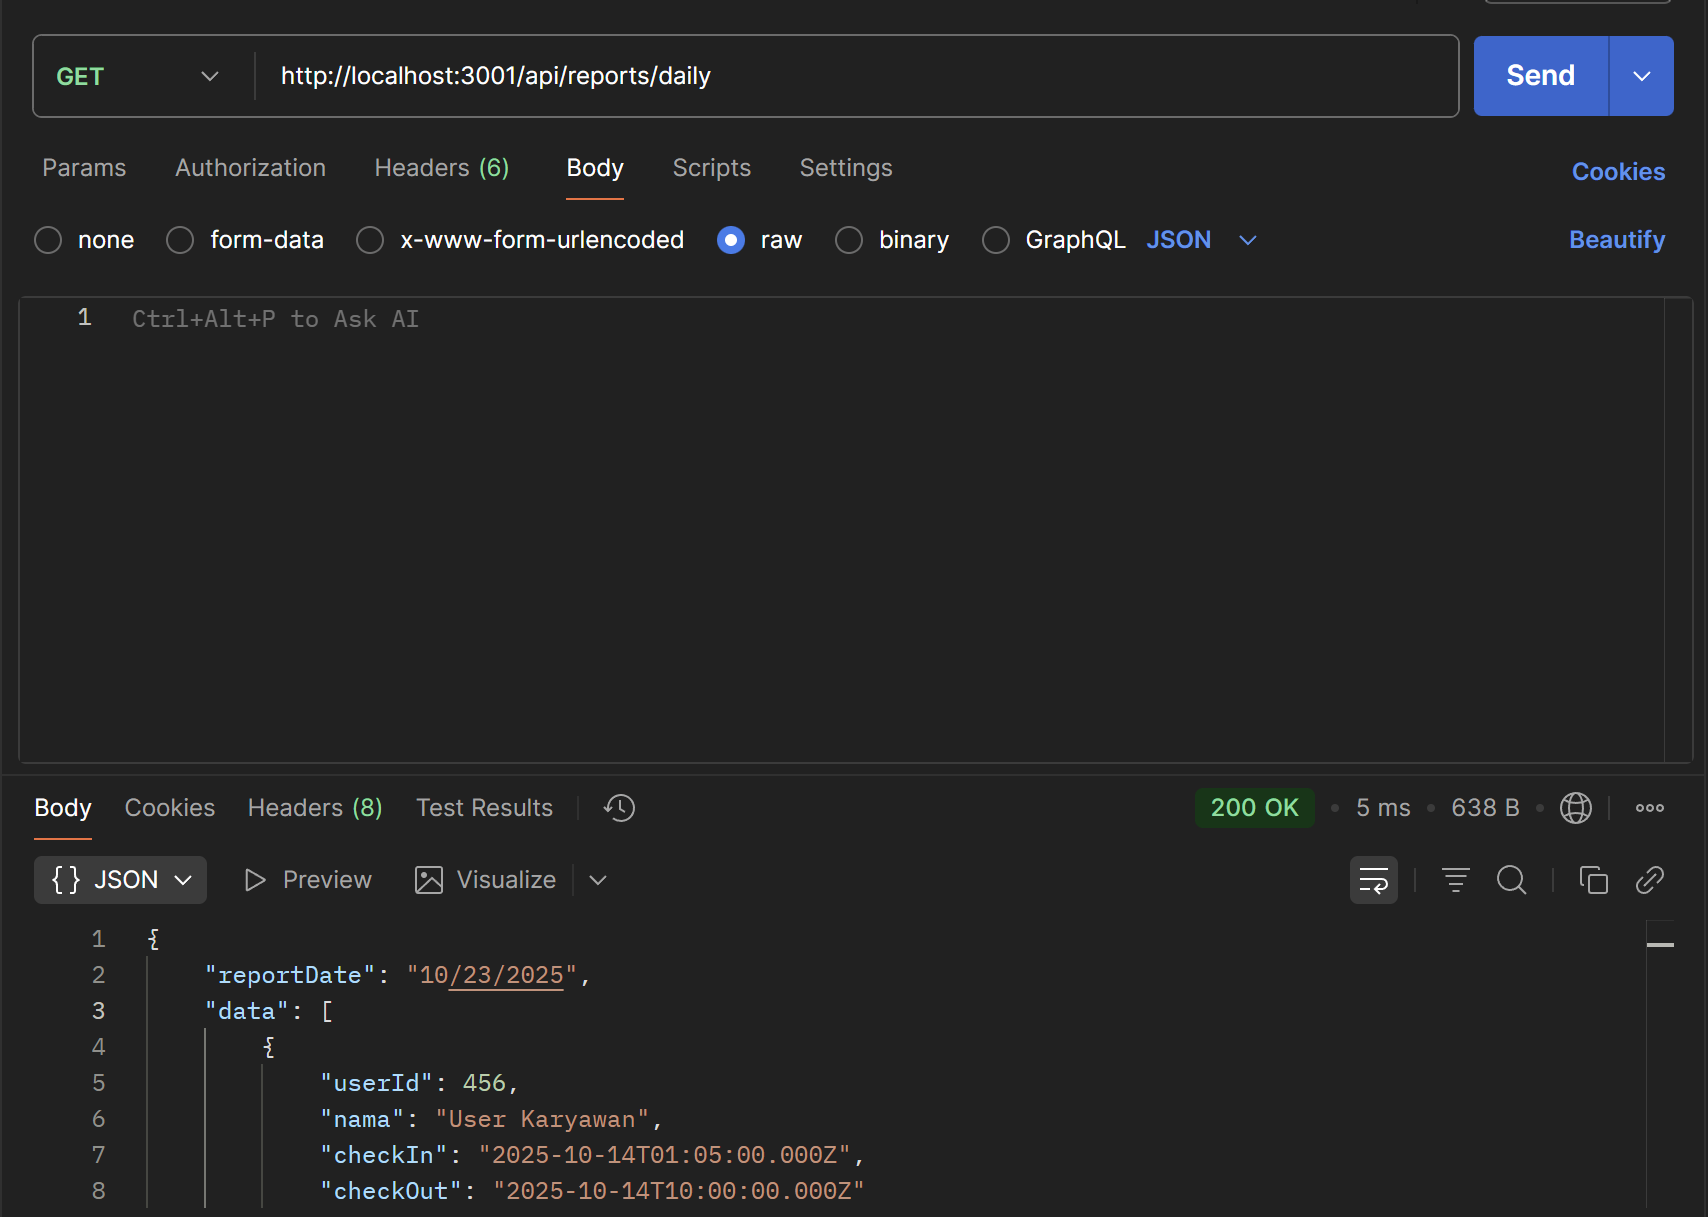 GET http://localhost:3001/api/reports/daily Send
Params Authorization Headers (6) Body Scripts Settings Cookies
none form-data x-www-form-urlencoded raw binary GraphQL JSON Beautify
1 Ctrl+Alt+P to Ask AI
Body Cookies Headers (8) Test Results 200 OK • 5 ms • 638 B •
{} JSON Preview Visualize
1 {
2 "reportDate": "10/23/2025",
3 "data": [
4 {
5 "userId": 456,
6 "nama": "User Karyawan",
7 "checkIn": "2025-10-14T01:05:00.000Z",
8 "checkOut": "2025-10-14T10:00:00.000Z"